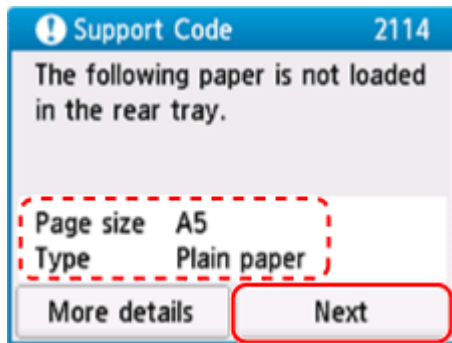 Support Code 2114
The following paper is not loaded
in the rear tray.
Page size A5
Type Plain paper
More details Next